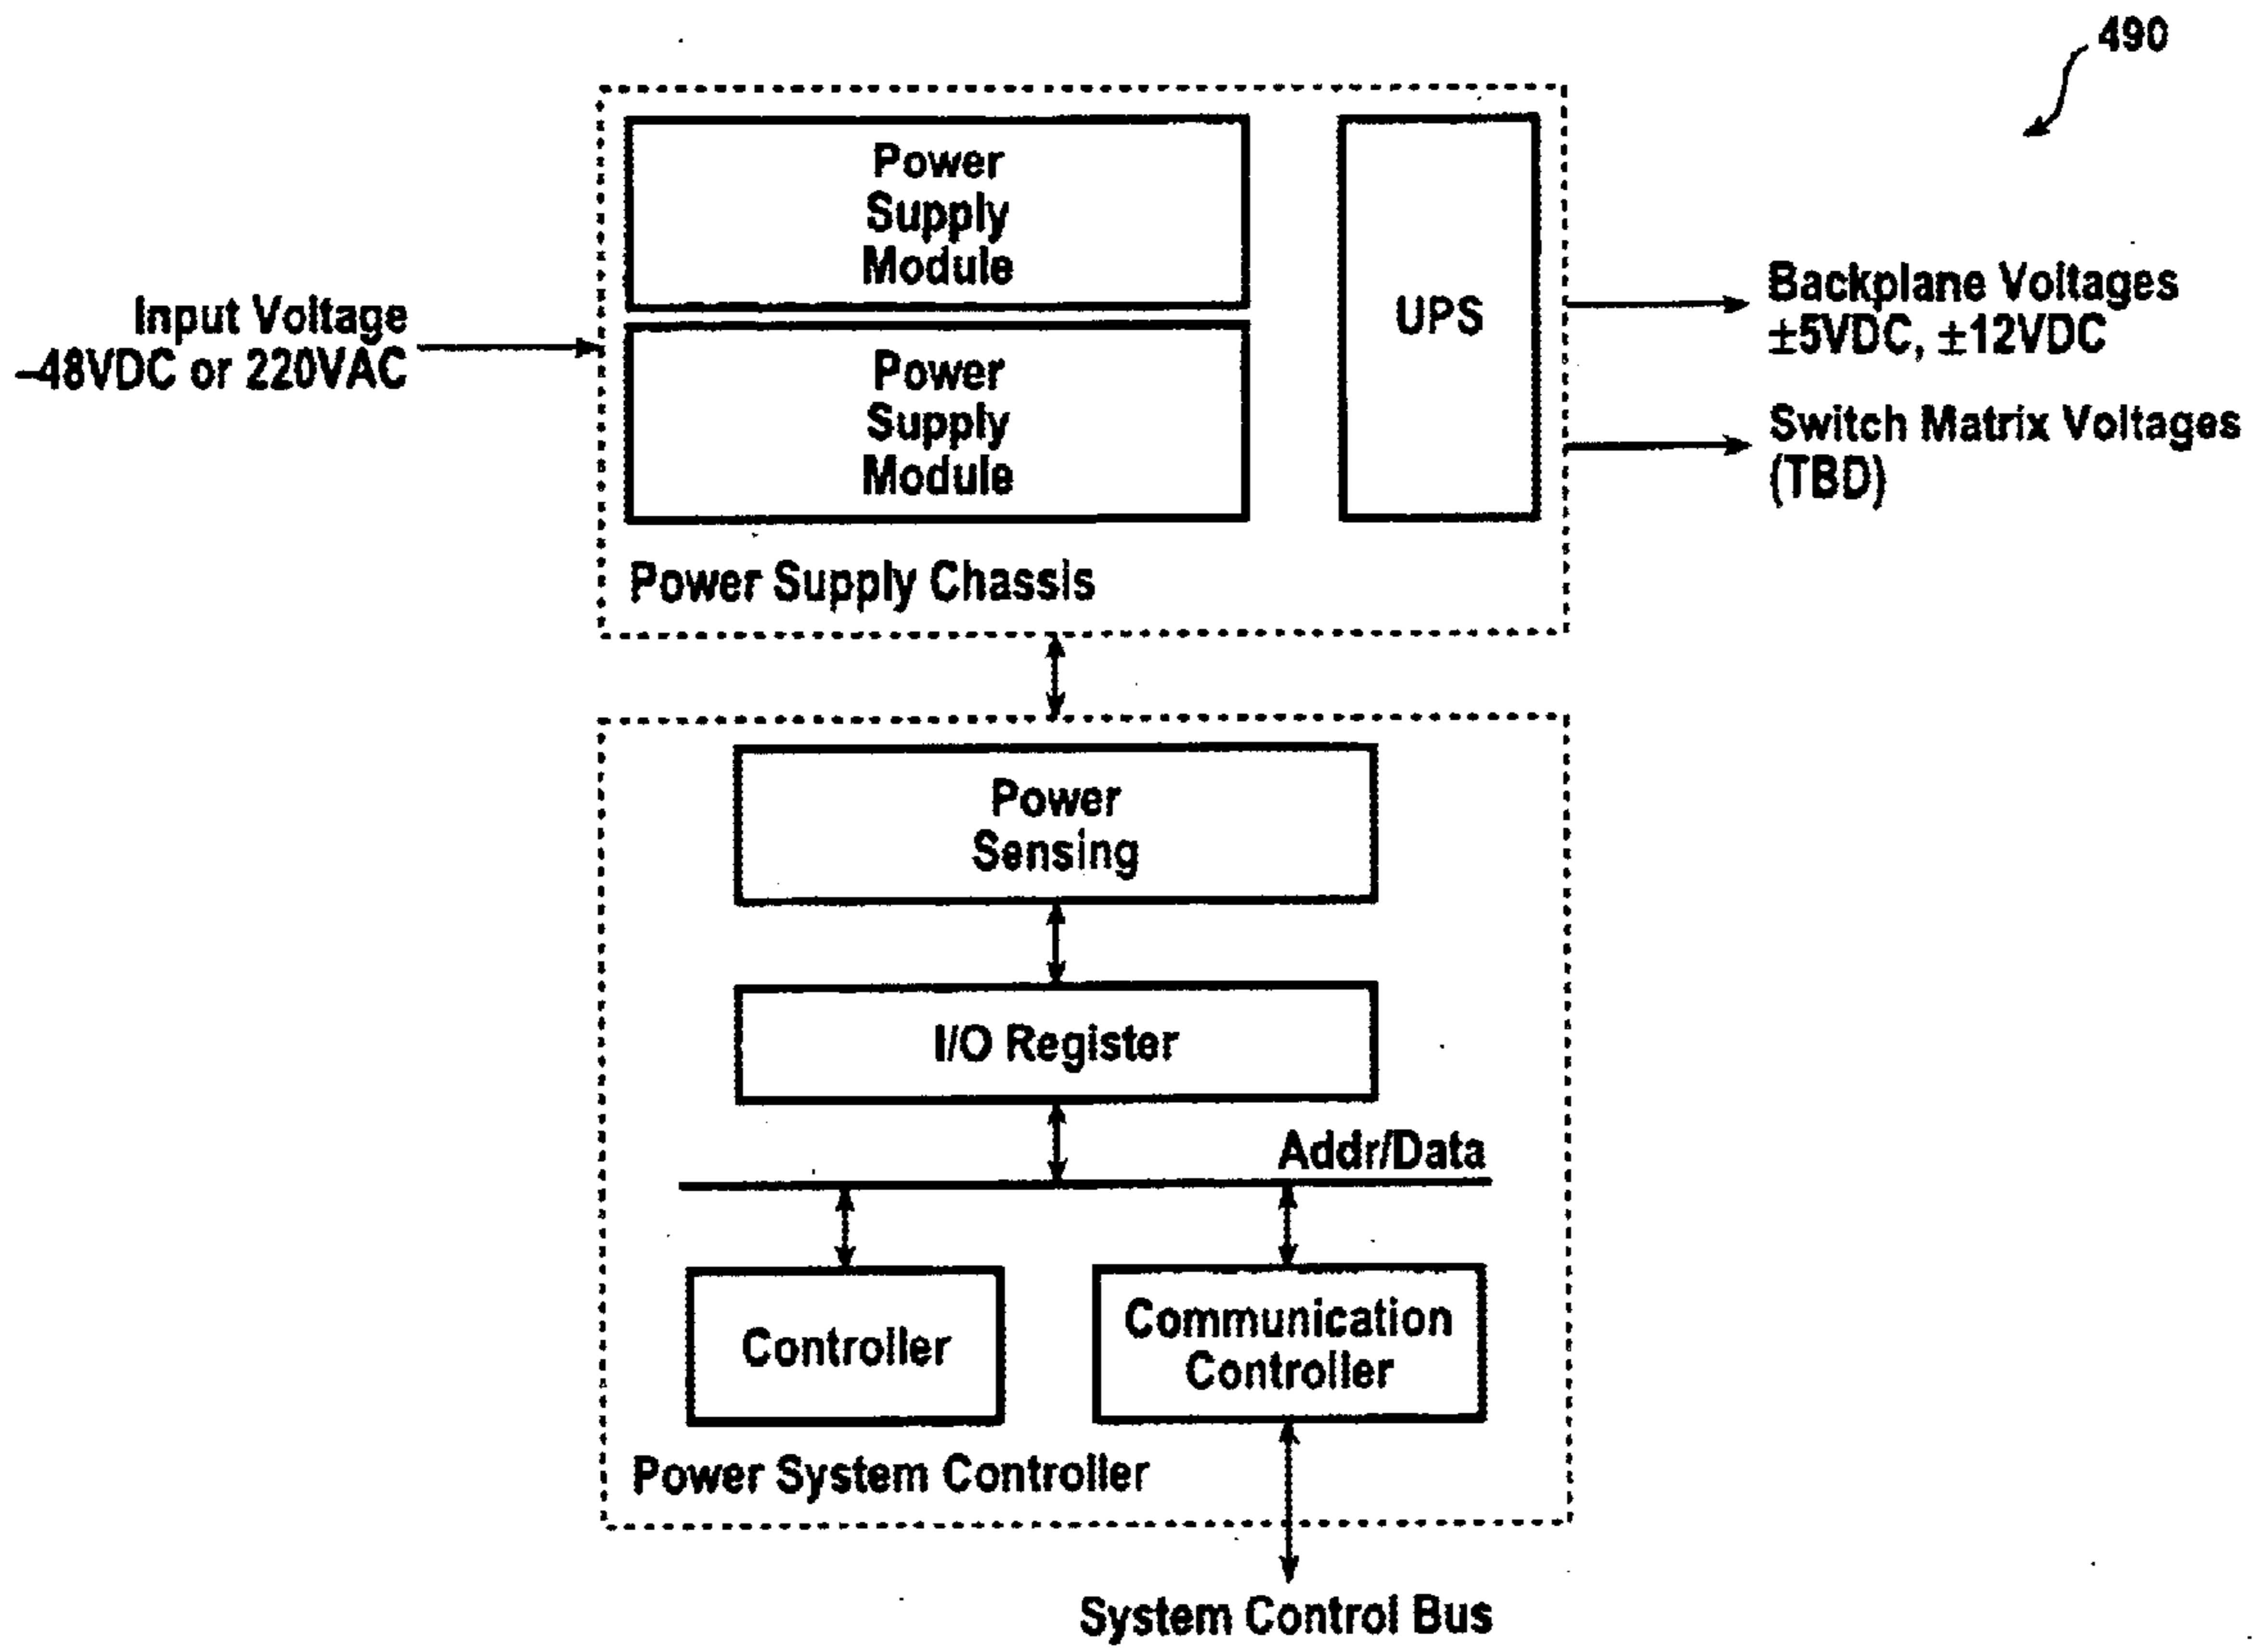 490
Power
Supply
Module
UPS
Input Voltage
–48VDC or 220VAC
Power
Supply
Module
Backplane Voltages
±5VDC, ±12VDC
Switch Matrix Voltages
(TBD)
Power Supply Chassis
Power
Sensing
I/O Register
Addr/Data
Controller
Communication
Controller
Power System Controller
System Control Bus